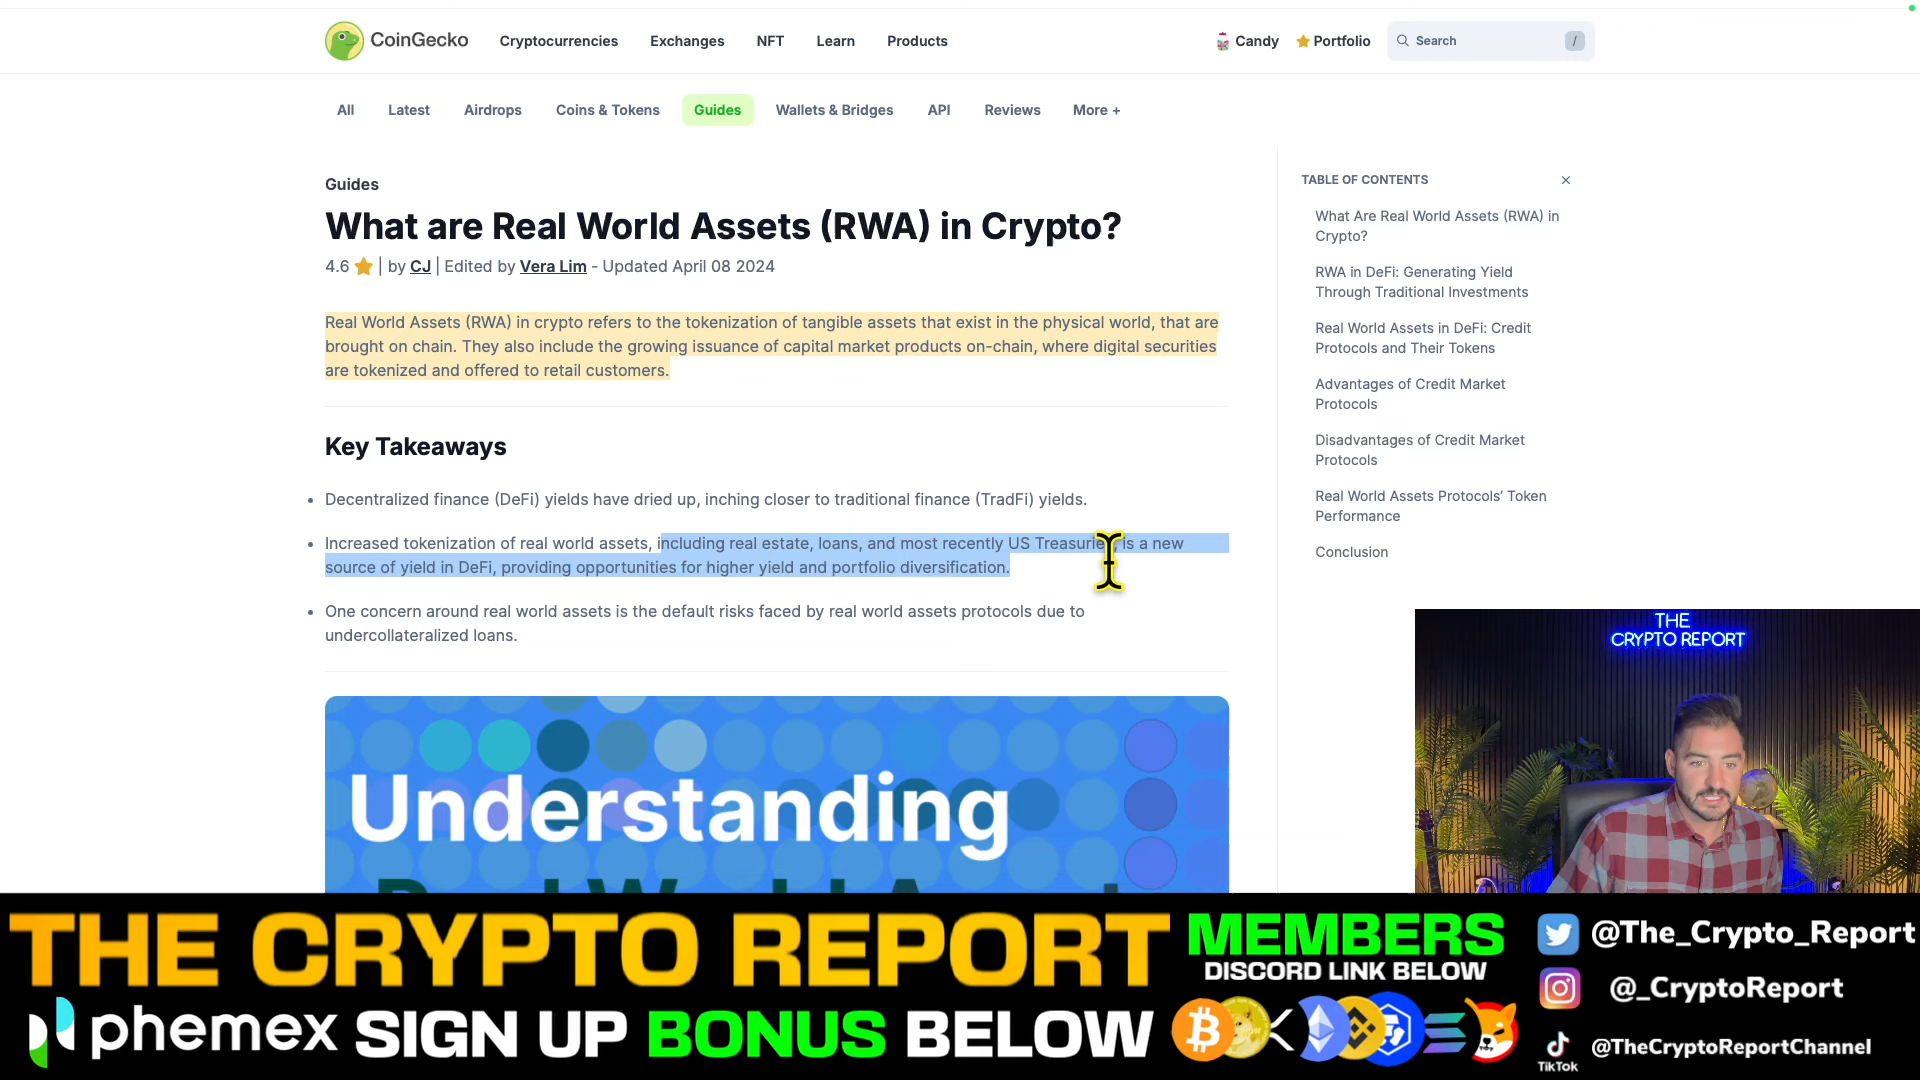 CoinGecko Cryptocurrencies Exchanges NFT Learn Products Candy Portfolio Search /
All Latest Airdrops Coins & Tokens Guides Wallets & Bridges API Reviews More +
Guides
What are Real World Assets (RWA) in Crypto?
4.6 | by CJ | Edited by Vera Lim - Updated April 08 2024
Real World Assets (RWA) in crypto refers to the tokenization of tangible assets that exist in the physical world, that are
brought on chain. They also include the growing issuance of capital market products on-chain, where digital securities
are tokenized and offered to retail customers.
Key Takeaways
• Decentralized finance (DeFi) yields have dried up, inching closer to traditional finance (TradFi) yields.
• Increased tokenization of real world assets, including real estate, loans, and most recently US Treasuries, is a new
source of yield in DeFi, providing opportunities for higher yield and portfolio diversification.
• One concern around real world assets is the default risks faced by real world assets protocols due to
undercollateralized loans.
Understanding
Real World Assets
TABLE OF CONTENTS
What Are Real World Assets (RWA) in
Crypto?
RWA in DeFi: Generating Yield
Through Traditional Investments
Real World Assets in DeFi: Credit
Protocols and Their Tokens
Advantages of Credit Market
Protocols
Disadvantages of Credit Market
Protocols
Real World Assets Protocols’ Token
Performance
Conclusion
THE
CRYPTO REPORT
THE CRYPTO REPORT
phemex SIGN UP BONUS BELOW
MEMBERS
DISCORD LINK BELOW
@The_Crypto_Report
@_CryptoReport
TikTok @TheCryptoReportChannel